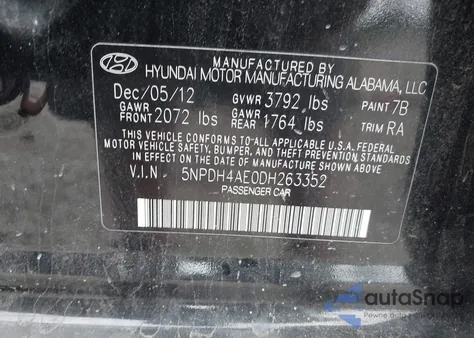 MANUFACTURED BY
HYUNDAI MOTOR MANUFACTURING ALABAMA, LLC
Dec/05/12 GVWR 3792 lbs PAINT 7B
GAWR FRONT 2072 lbs GAWR REAR 1764 lbs TRIM RA
THIS VEHICLE CONFORMS TO ALL APPLICABLE U.S.A. FEDERAL
MOTOR VEHICLE SAFETY, BUMPER, AND THEFT PREVENTION STANDARDS
IN EFFECT ON THE DATE OF MANUFACTURE SHOWN ABOVE
V.I.N 5NPDH4AE0DH263352
PASSENGER CAR
autoSnap
Pewne auto